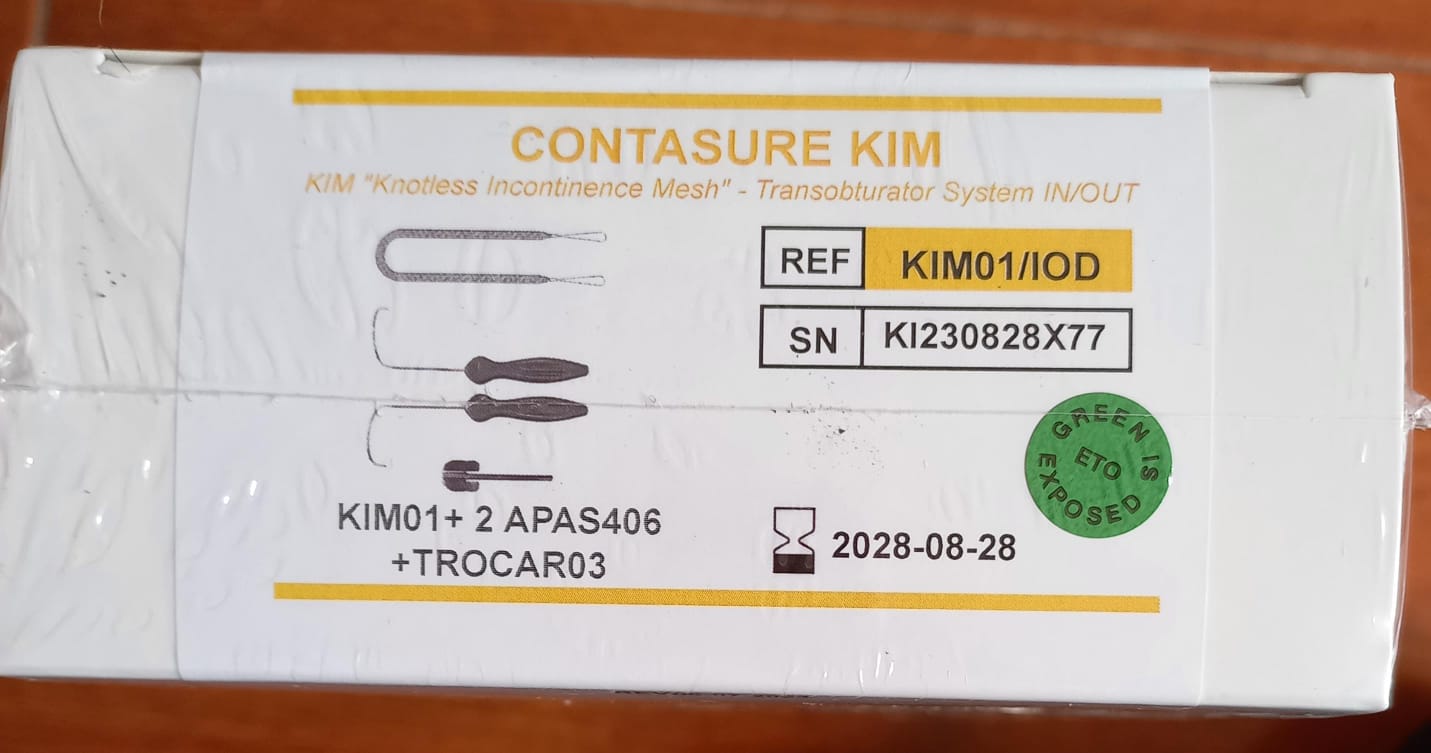 CONTASURE KIM
KIM "Knotless Incontinence Mesh" - Transobturator System IN/OUT
REF KIM01/IOD
SN KI230828X77
GREEN IS
ETO
EXPOSED
KIM01+ 2 APAS406
+TROCAR03
2028-08-28